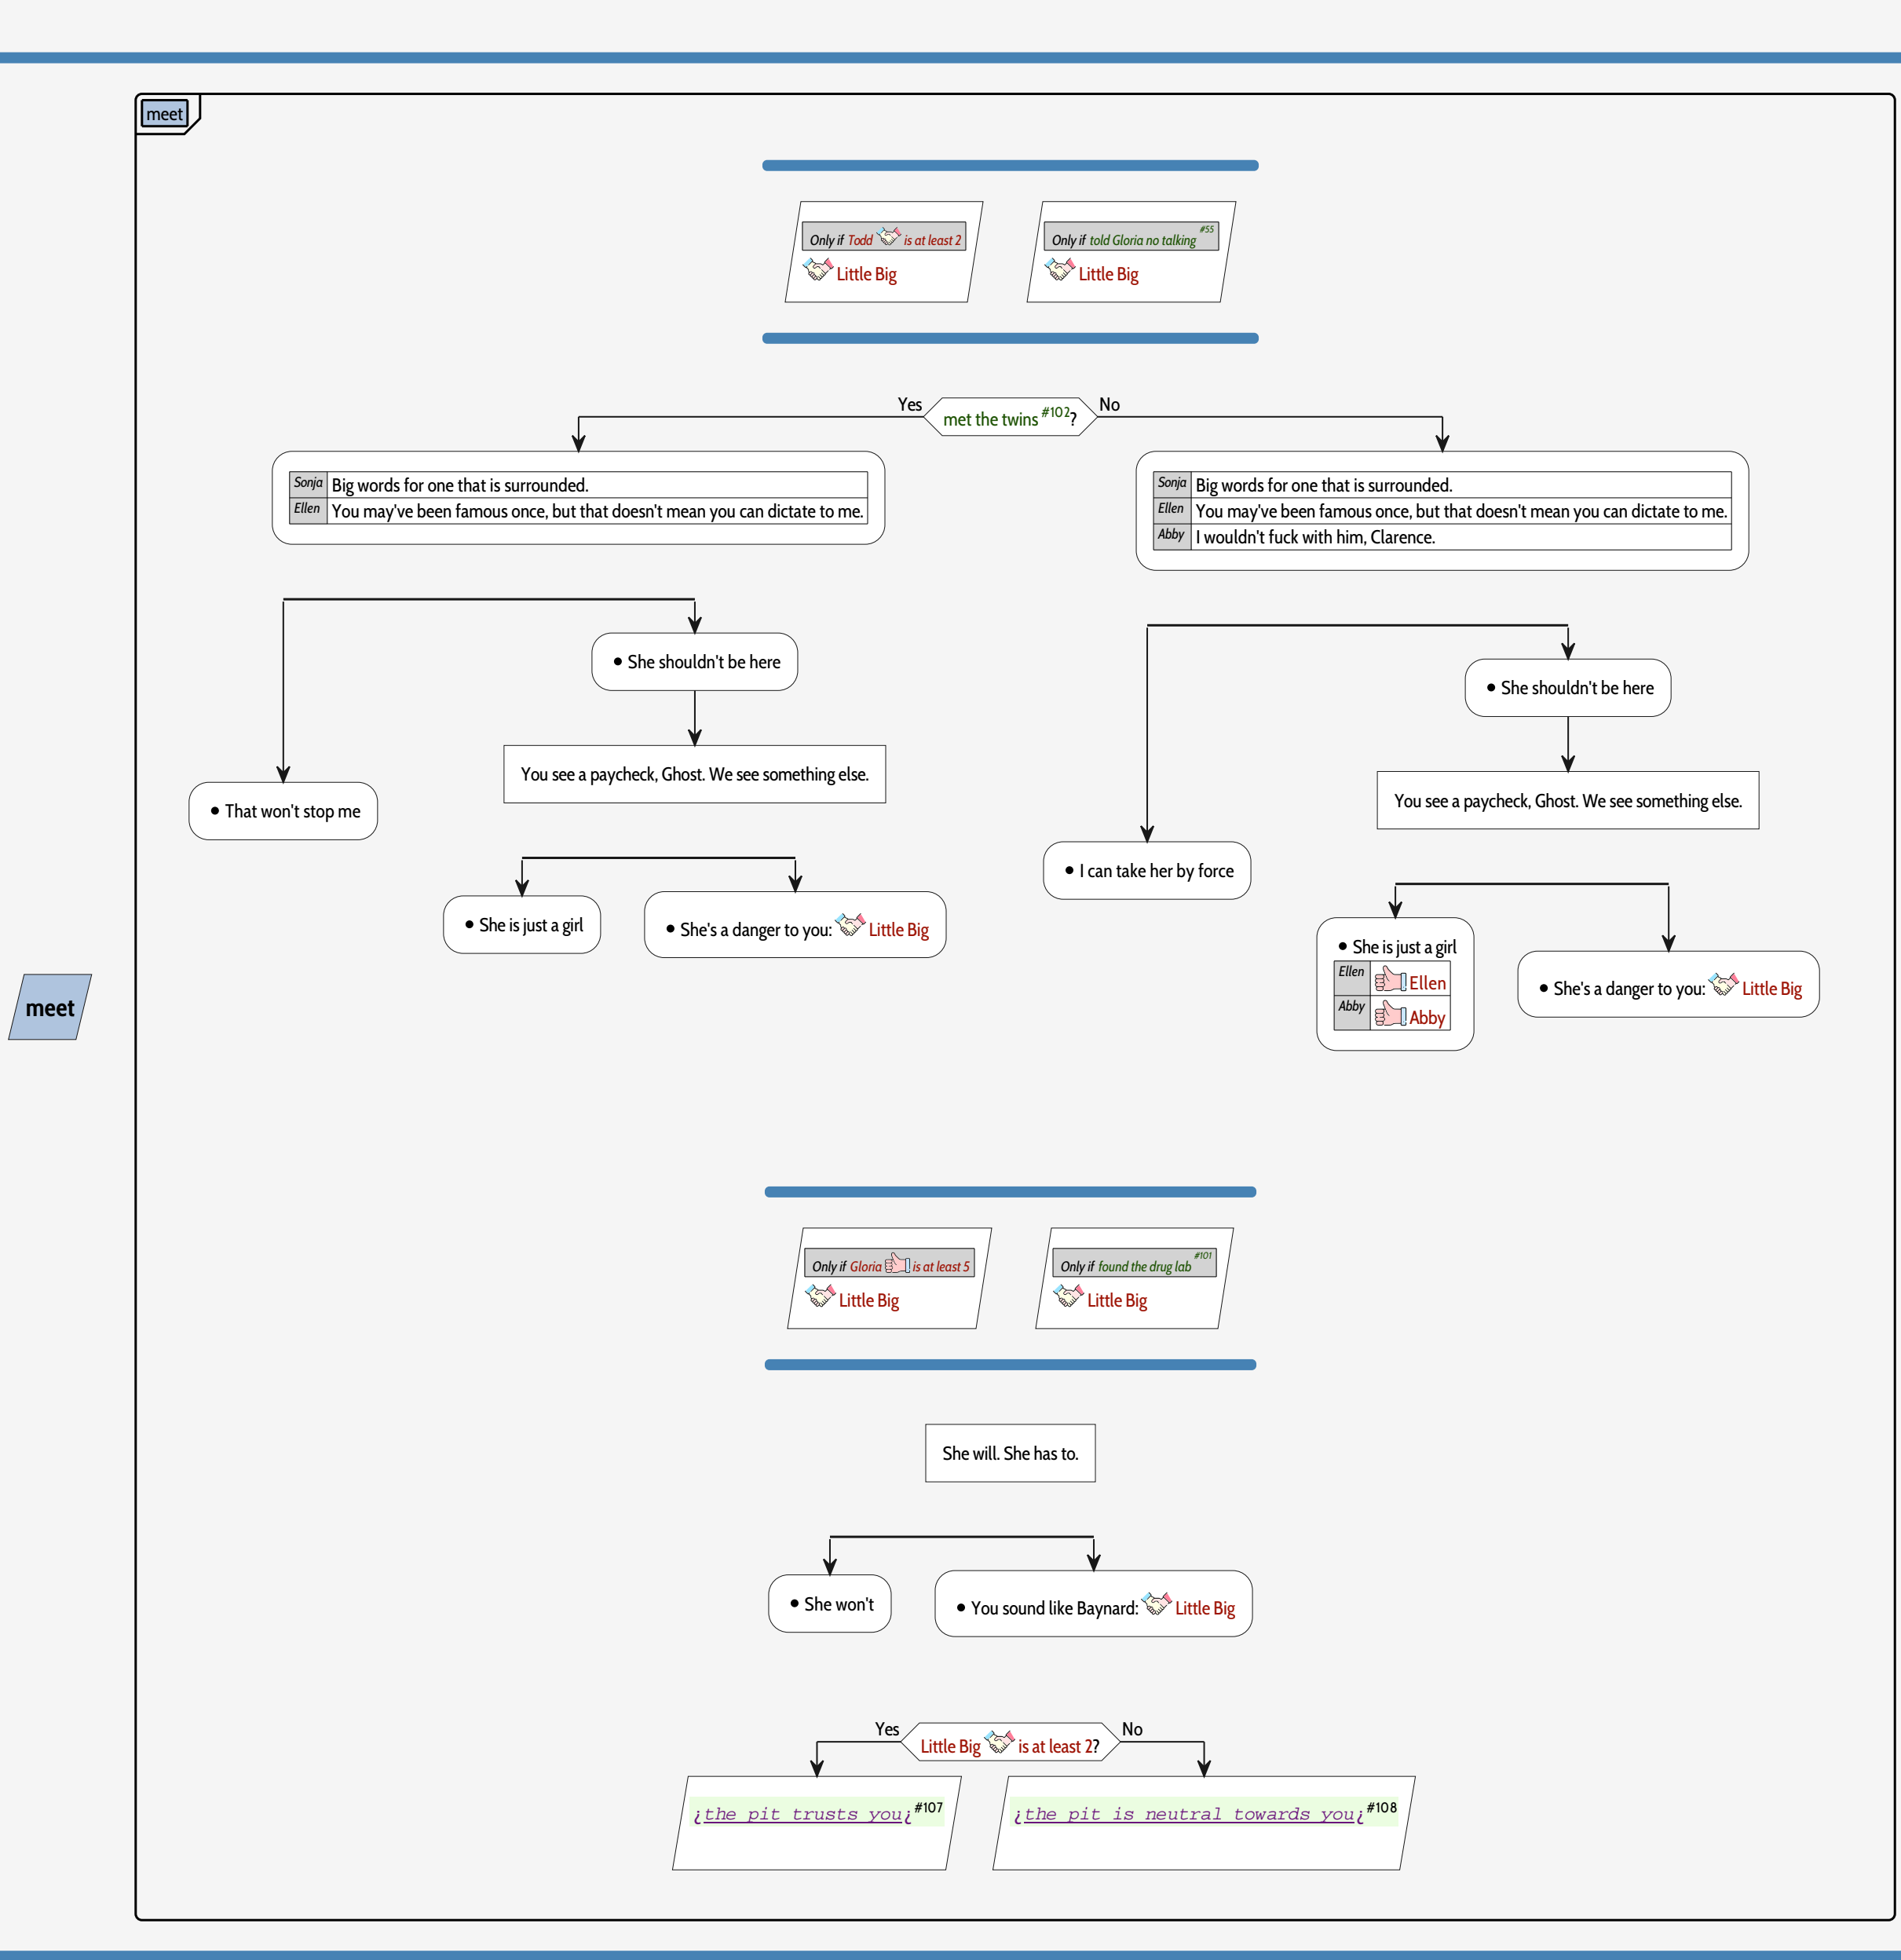 meet
Only if Todd is at least 2
Little Big
Only if told Gloria no talking #55
Little Big
Yes
met the twins #102?
No
Sonja Big words for one that is surrounded.
Ellen You may've been famous once, but that doesn't mean you can dictate to me.
Sonja Big words for one that is surrounded.
Ellen You may've been famous once, but that doesn't mean you can dictate to me.
Abby I wouldn't fuck with him, Clarence.
• She shouldn't be here
You see a paycheck, Ghost. We see something else.
• That won't stop me
• She is just a girl
• She's a danger to you: Little Big
• She shouldn't be here
You see a paycheck, Ghost. We see something else.
• I can take her by force
• She is just a girl
Ellen Ellen
Abby Abby
• She's a danger to you: Little Big
meet
Only if Gloria is at least 5
Little Big
Only if found the drug lab #101
Little Big
She will. She has to.
• She won't
• You sound like Baynard: Little Big
Yes
Little Big is at least 2?
No
¿the pit trusts you¿ #107
¿the pit is neutral towards you¿ #108